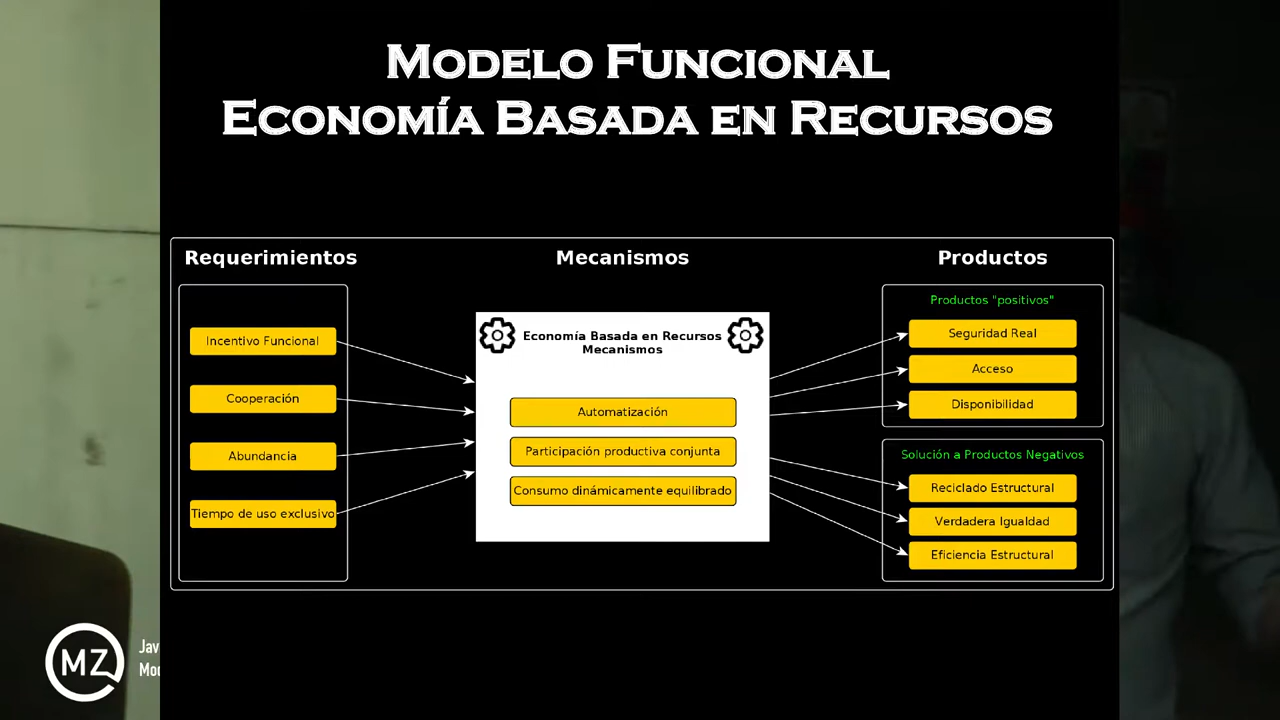 MODELO FUNCIONAL
ECONOMÍA BASADA EN RECURSOS
Requerimientos
Mecanismos
Productos
Incentivo Funcional
Cooperación
Abundancia
Tiempo de uso exclusivo
Economía Basada en Recursos
Mecanismos
Automatización
Participación productiva conjunta
Consumo dinámicamente equilibrado
Productos "positivos"
Seguridad Real
Acceso
Disponibilidad
Solución a Productos Negativos
Reciclado Estructural
Verdadera Igualdad
Eficiencia Estructural
MZ